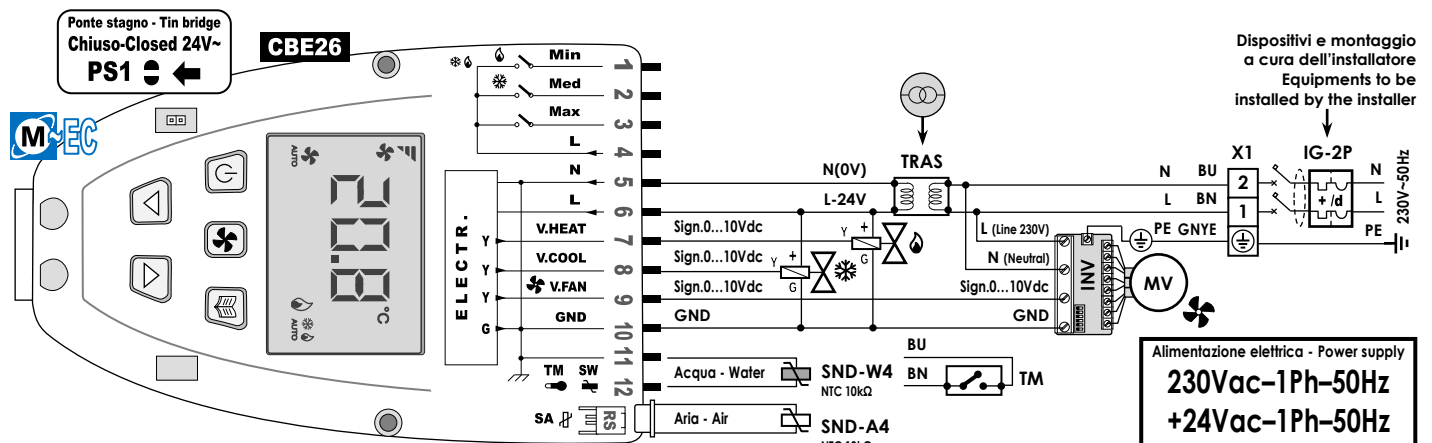 Ponte stagno - Tin bridge
Chiuso-Closed 24V~
PS1
CBE26
M EC
Min
Med
Max
L
N
L
V.HEAT
V.COOL
V.FAN
GND
TM SW
SA
RS
1
2
3
4
5
6
7
8
9
10
11
12
ELECTR.
Y
Y
Y
G
AUTO
20.8
°C
AUTO
TRAS
N(0V)
L-24V
Sign.0...10Vdc
Sign.0...10Vdc
Sign.0...10Vdc
GND
Y + G
Y + G
Acqua - Water
SND-W4
NTC 10kΩ
Aria - Air
SND-A4
BU
BN
TM
L (Line 230V)
N (Neutral)
Sign.0...10Vdc
GND
INV
MV
N BU
L BN
PE GNYE
X1
2
1
IG-2P
+ /d
N
L
PE
230V~50Hz
Dispositivi e montaggio
a cura dell'installatore
Equipments to be
installed by the installer
Alimentazione elettrica - Power supply
230Vac–1Ph–50Hz
+24Vac–1Ph–50Hz